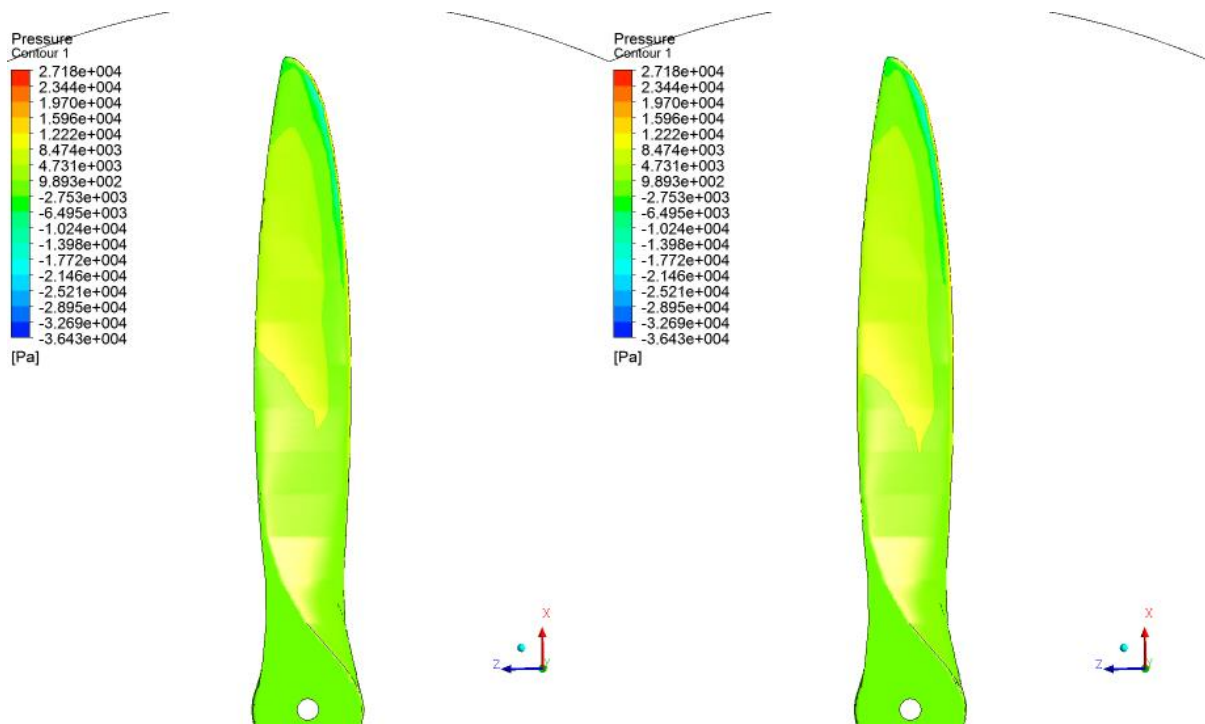 Pressure
Contour 1
2.718e+004
2.344e+004
1.970e+004
1.596e+004
1.222e+004
8.474e+003
4.731e+003
9.893e+002
-2.753e+003
-6.495e+003
-1.024e+004
-1.398e+004
-1.772e+004
-2.146e+004
-2.521e+004
-2.895e+004
-3.269e+004
-3.643e+004
[Pa]
X
Z
Y
Pressure
Contour 1
2.718e+004
2.344e+004
1.970e+004
1.596e+004
1.222e+004
8.474e+003
4.731e+003
9.893e+002
-2.753e+003
-6.495e+003
-1.024e+004
-1.398e+004
-1.772e+004
-2.146e+004
-2.521e+004
-2.895e+004
-3.269e+004
-3.643e+004
[Pa]
X
Z
Y